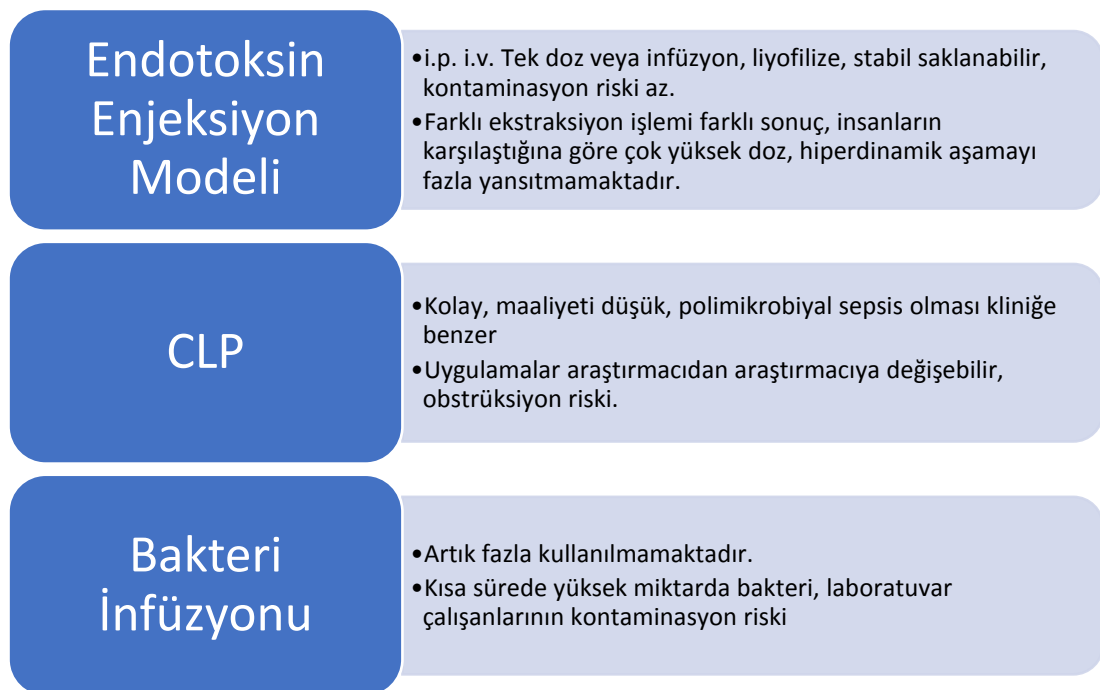 Endotoksin
Enjeksiyon
Modeli
•i.p. i.v. Tek doz veya infüzyon, liyofilize, stabil saklanabilir,
kontaminasyon riski az.
•Farklı ekstraksiyon işlemi farklı sonuç, insanların
karşılaştığına göre çok yüksek doz, hiperdinamik aşamayı
fazla yansıtmamaktadır.
CLP
•Kolay, maaliyeti düşük, polimikrobiyal sepsis olması kliniğe
benzer
•Uygulamalar araştırmacıdan araştırmacıya değişebilir,
obstrüksiyon riski.
Bakteri
İnfüzyonu
•Artık fazla kullanılmamaktadır.
•Kısa sürede yüksek miktarda bakteri, laboratuvar
çalışanlarının kontaminasyon riski